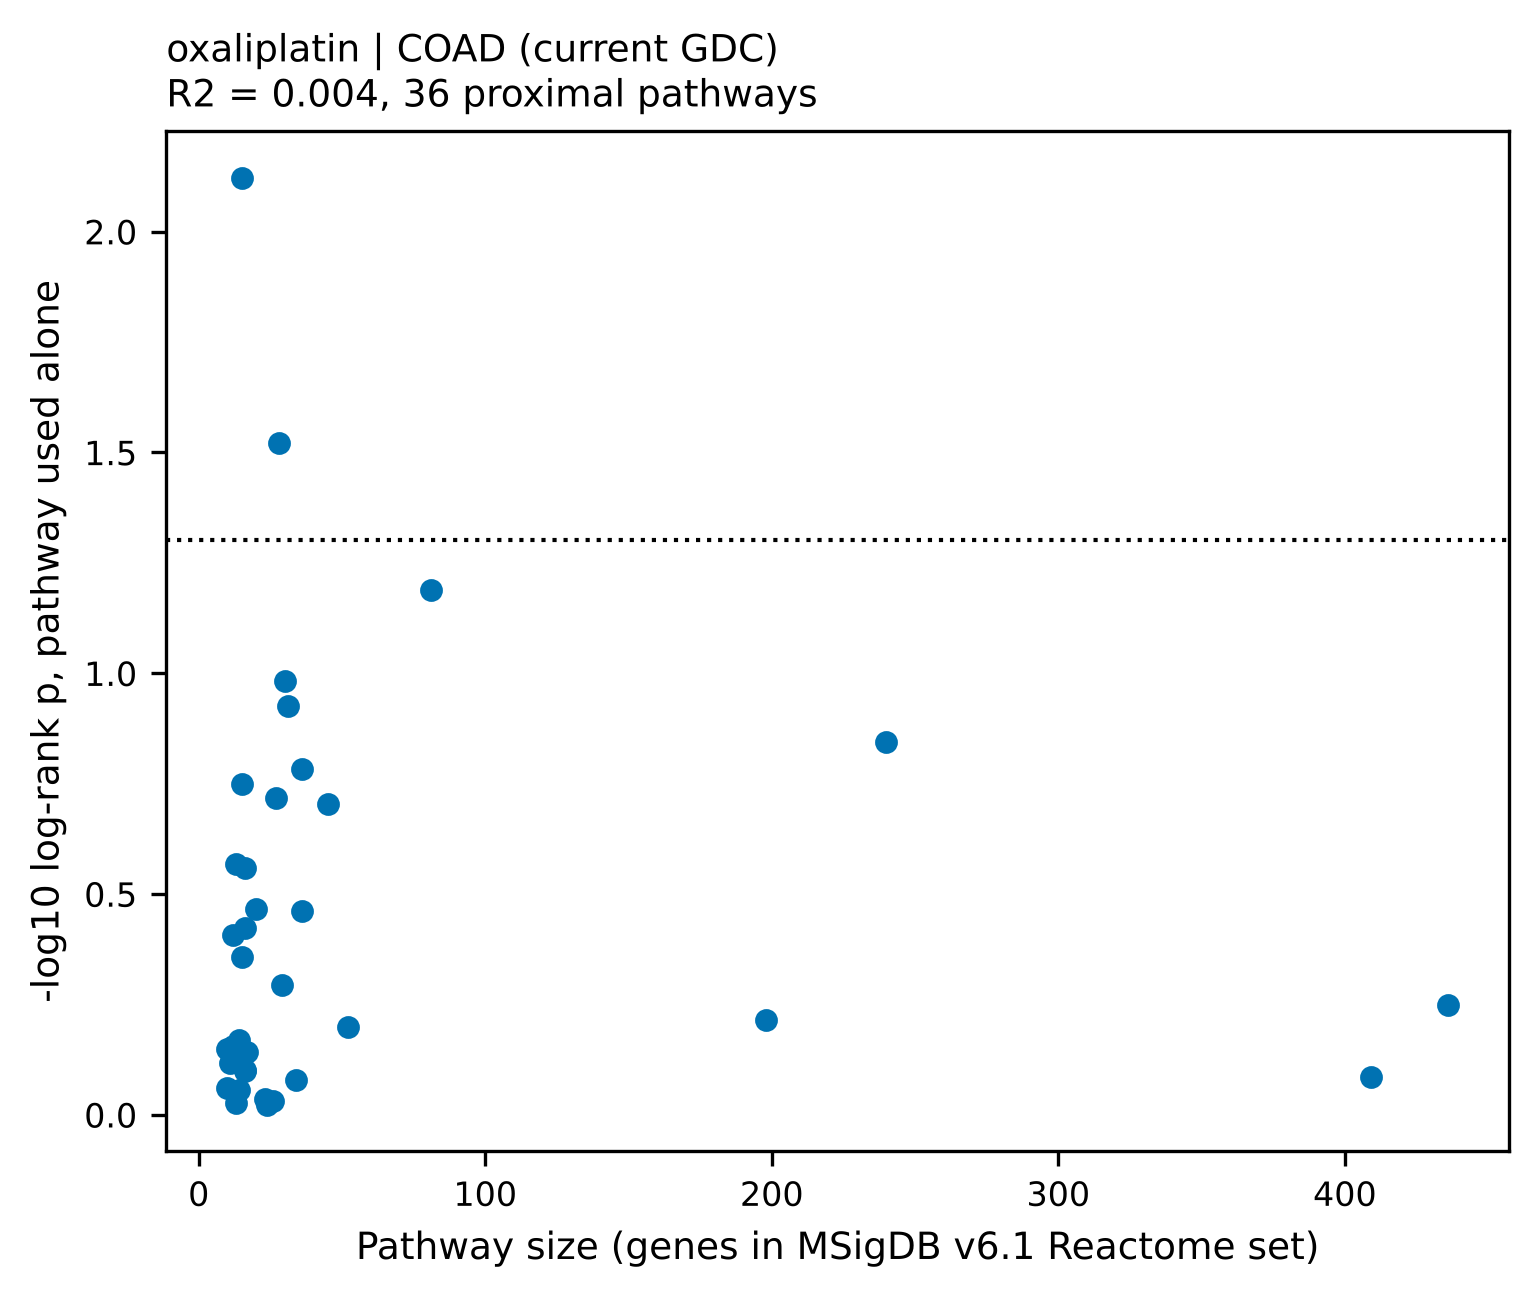 oxaliplatin | COAD (current GDC)
R2 = 0.004, 36 proximal pathways
-log10 log-rank p, pathway used alone
2.0
1.5
1.0
0.5
0.0
0 100 200 300 400
Pathway size (genes in MSigDB v6.1 Reactome set)